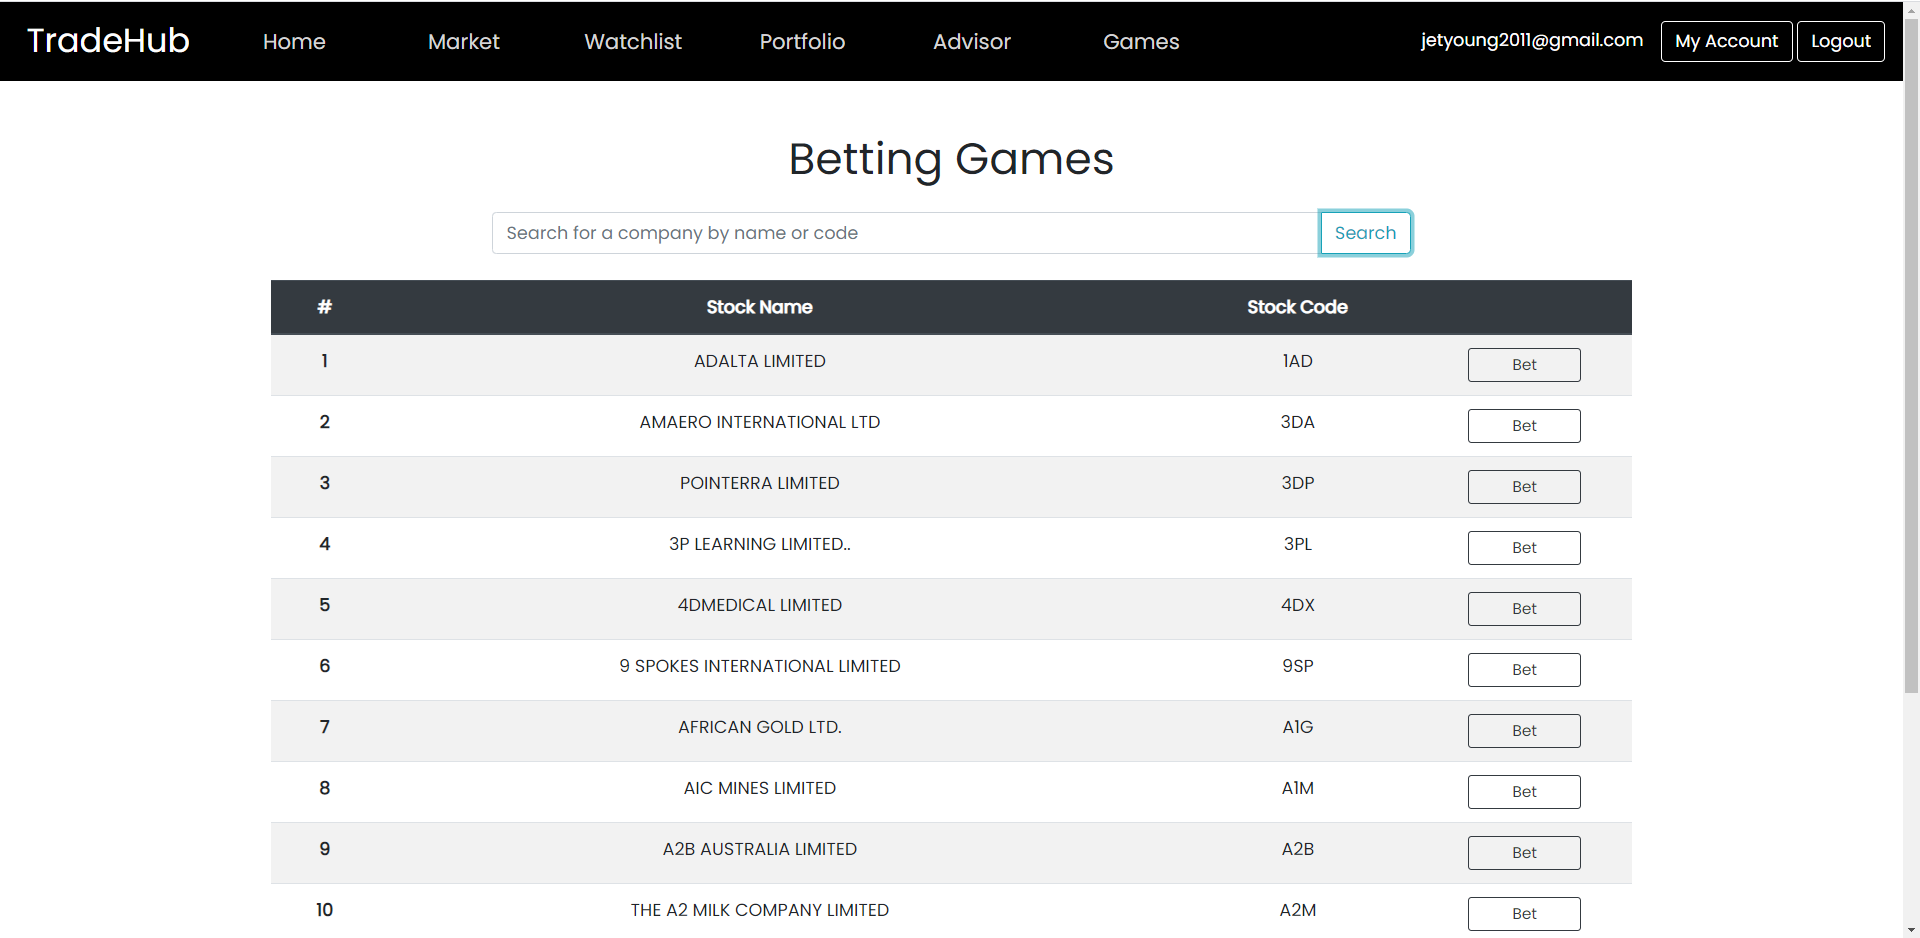 TradeHub Home Market Watchlist Portfolio Advisor Games jetyoung2011@gmail.com My Account Logout
Betting Games
Search for a company by name or code Search
# Stock Name Stock Code
1 ADALTA LIMITED 1AD Bet
2 AMAERO INTERNATIONAL LTD 3DA Bet
3 POINTERRA LIMITED 3DP Bet
4 3P LEARNING LIMITED.. 3PL Bet
5 4DMEDICAL LIMITED 4DX Bet
6 9 SPOKES INTERNATIONAL LIMITED 9SP Bet
7 AFRICAN GOLD LTD. A1G Bet
8 AIC MINES LIMITED A1M Bet
9 A2B AUSTRALIA LIMITED A2B Bet
10 THE A2 MILK COMPANY LIMITED A2M Bet